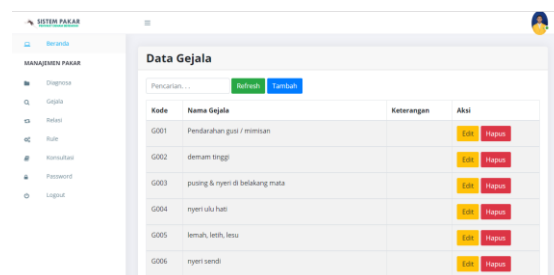 SISTEM PAKAR
Beranda
MANAJEMEN PAKAR
Diagnosa
Gejala
Relasi
Rule
Konsultasi
Password
Logout
Data Gejala
Pencarian. . .
Refresh
Tambah
Kode Nama Gejala Keterangan Aksi
G001 Pendarahan gusi / mimisan Edit Hapus
G002 demam tinggi Edit Hapus
G003 pusing & nyeri di belakang mata Edit Hapus
G004 nyeri ulu hati Edit Hapus
G005 lemah, letih, lesu Edit Hapus
G006 nyeri sendi Edit Hapus